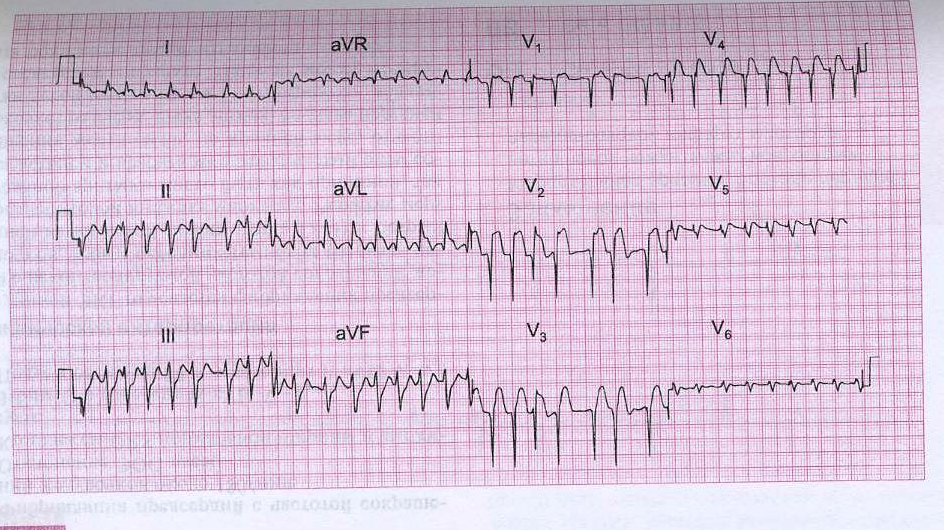 I aVR V₁ V₄
II aVL V₂ V₅
III aVF V₃ V₆